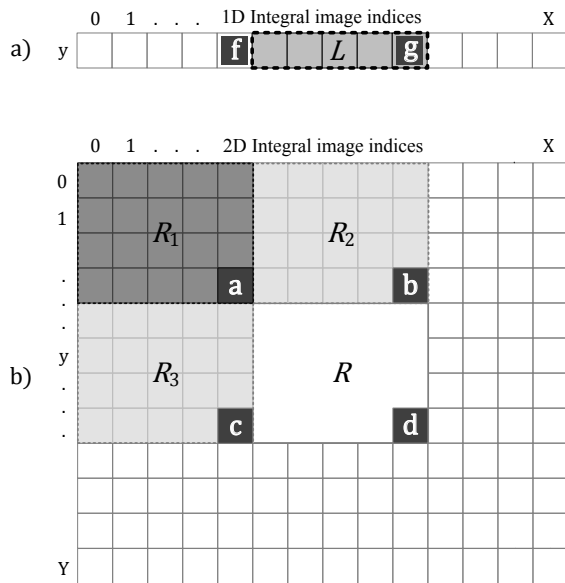 0 1 . . . 1D Integral image indices X
a) y f L g
0 1 . . . 2D Integral image indices X
0
1 R1 R2
. a b
.
b) y R3 R
.
. c d
Y